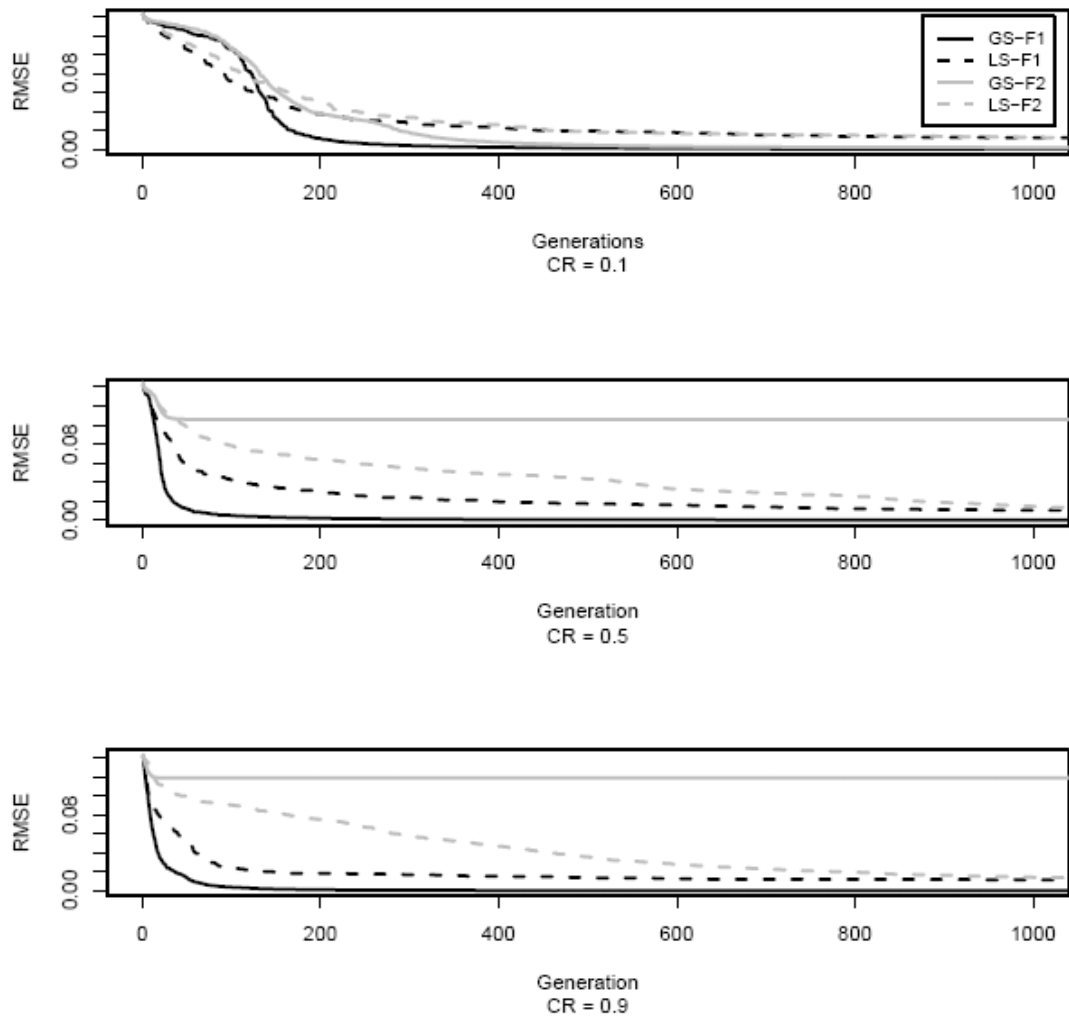 RMSE
0.00 0.08
GS-F1
LS-F1
GS-F2
LS-F2
0 200 400 600 800 1000
Generations
CR = 0.1
RMSE
0.00 0.08
0 200 400 600 800 1000
Generation
CR = 0.5
RMSE
0.00 0.08
0 200 400 600 800 1000
Generation
CR = 0.9